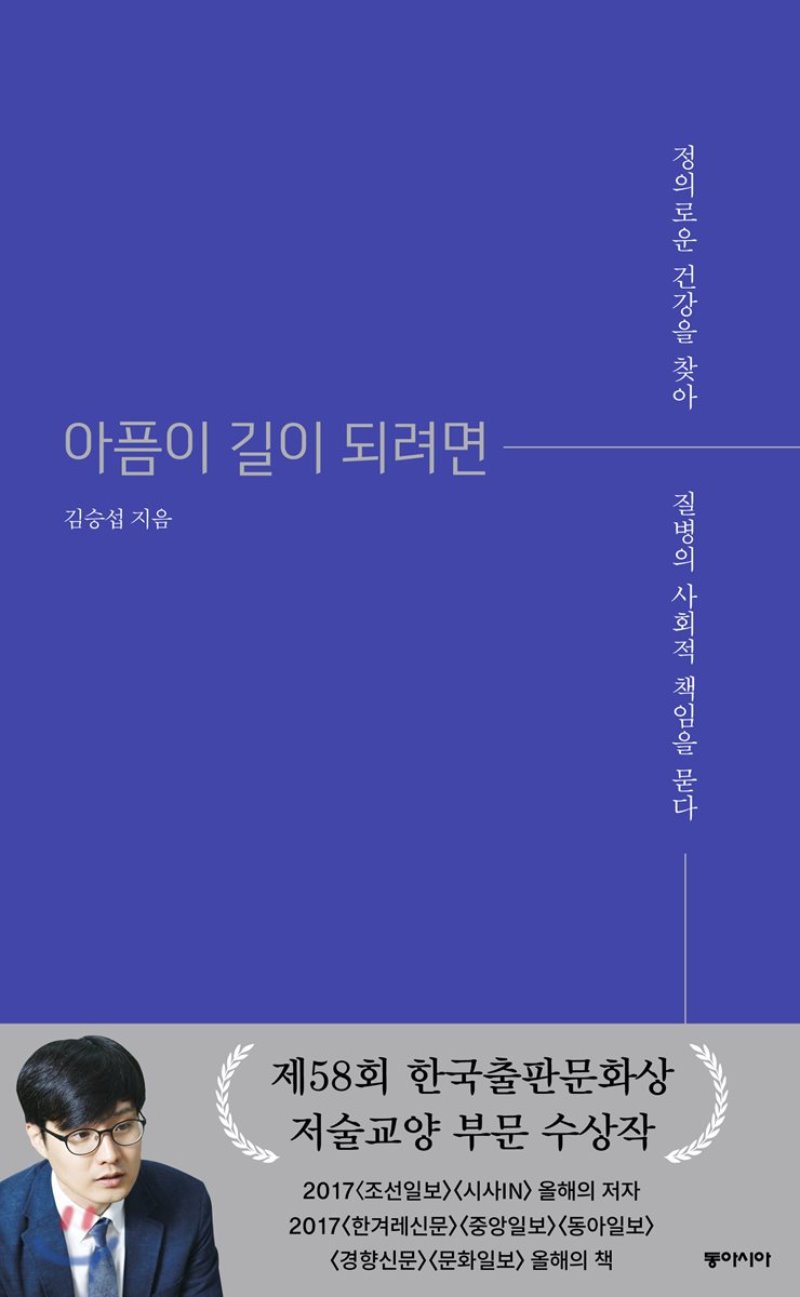 정의로운 건강을 찾아
질병의 사회적 책임을 묻다
아픔이 길이 되려면
김승섭 지음
제58회 한국출판문화상
저술교양 부문 수상작
2017〈조선일보〉〈시사IN〉 올해의 저자
2017〈한겨레신문〉〈중앙일보〉〈동아일보〉
〈경향신문〉〈문화일보〉 올해의 책
동아시아